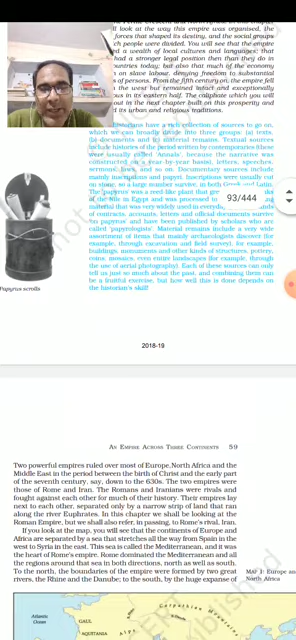 ll look at the way this empire was organised, the
forces that shaped its destiny, and the social groups
ch people were divided. You will see that the empire
d a wealth of local cultures and languages; that
had a stronger legal position then than they do in
ountries today; but also that much of the economy
on slave labour, denying freedom to substantial
of persons. From the fifth century on, the empire fell
the west but remained intact and exceptionally
us in its eastern half. The caliphate which you will
out in the next chapter built on this prosperity and
d its urban and religious traditions.
Historians have a rich collection of sources to go on,
which we can broadly divide into three groups: (a) texts,
(b) documents and (c) material remains. Textual sources
include histories of the period written by contemporaries (these
were usually called 'Annals', because the narrative was
constructed on a year-by-year basis), letters, speeches,
sermons, laws, and so on. Documentary sources include
mainly inscriptions and papyri. Inscriptions were usually cut
on stone, so a large number survive, in both Greek and Latin.
The 'papyrus' was a reed-like plant that
of the Nile in Egypt and was processed to
material that was very widely used in everyda
of contracts, accounts, letters and official documents survive
'on papyrus' and have been published by scholars who are
called 'papyrologists'. Material remains include a very wide
assortment of items that mainly archaeologists discover (for
example, through excavation and field survey), for example,
buildings, monuments and other kinds of structures, pottery,
coins, mosaics, even entire landscapes (for example, through
the use of aerial photography). Each of these sources can only
tell us just so much about the past, and combining them can
be a fruitful exercise, but how well this is done depends on
the historian's skill!
93/444
Papyrus scrolls
2018-19
AN EMPIRE ACROSS THREE CONTINENTS 59
Two powerful empires ruled over most of Europe, North Africa and the
Middle East in the period between the birth of Christ and the early part
of the seventh century, say, down to the 630s. The two empires were
those of Rome and Iran. The Romans and Iranians were rivals and
fought against each other for much of their history. Their empires lay
next to each other, separated only by a narrow strip of land that ran
along the river Euphrates. In this chapter we shall be looking at the
Roman Empire, but we shall also refer, in passing, to Rome's rival, Iran.
If you look at the map, you will see that the continents of Europe and
Africa are separated by a sea that stretches all the way from Spain in the
west to Syria in the east. This sea is called the Mediterranean, and it was
the heart of Rome's empire. Rome dominated the Mediterranean and all
the regions around that sea in both directions, north as well as south.
To the north, the boundaries of the empire were formed by two great
rivers, the Rhine and the Danube; to the south, by the huge expanse of
MAP 1: Europe an
North Africa
Atlantic
Ocean
GAUL
AQUITANIA
Alps
Rhine
Carpathian Mounta